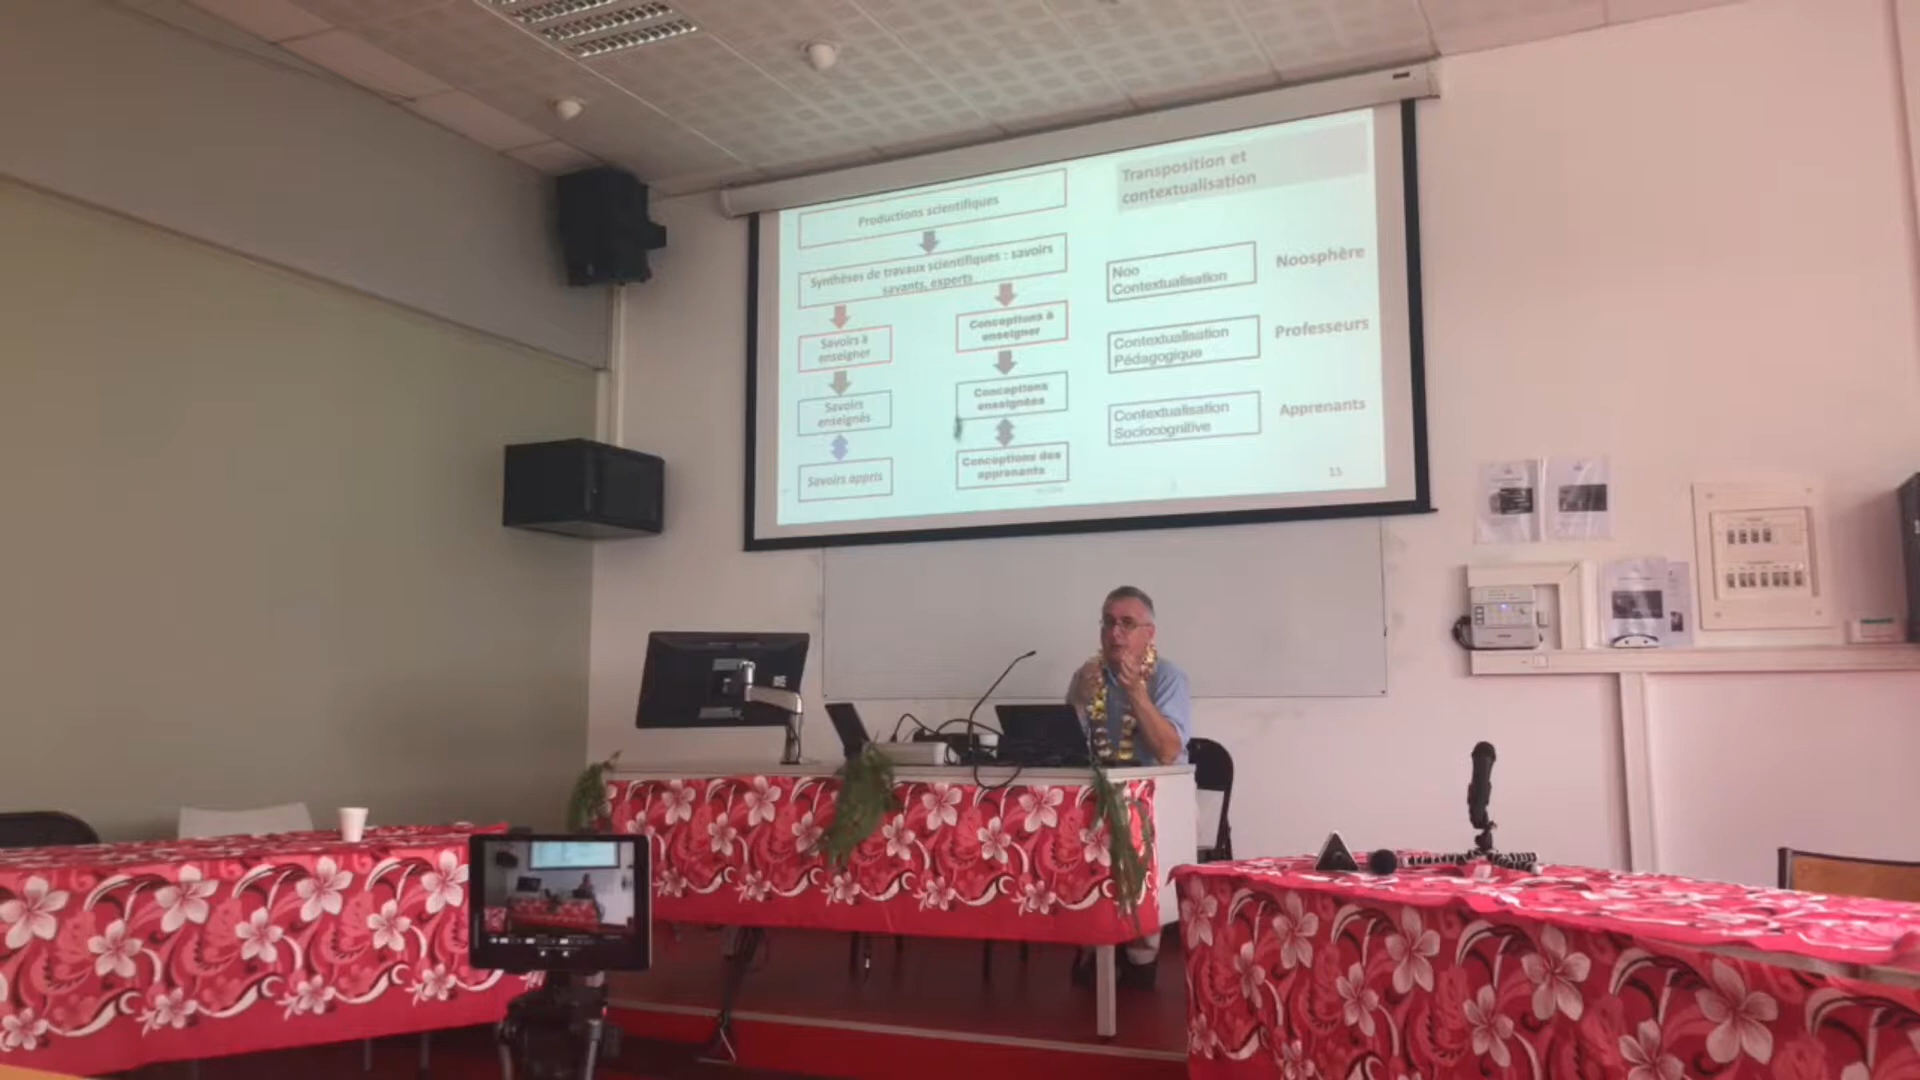 Transposition et
contextualisation
Productions scientifiques
Synthèses de travaux scientifiques : savoirs
savants, experts
Savoirs à
enseigner
Conceptions à
enseigner
Savoirs
enseignés
Conceptions
enseignées
Savoirs appris
Conceptions des
apprenants
Noo
Contextualisation
Noosphère
Contextualisation
Pédagogique
Professeurs
Contextualisation
Sociocognitive
Apprenants
13